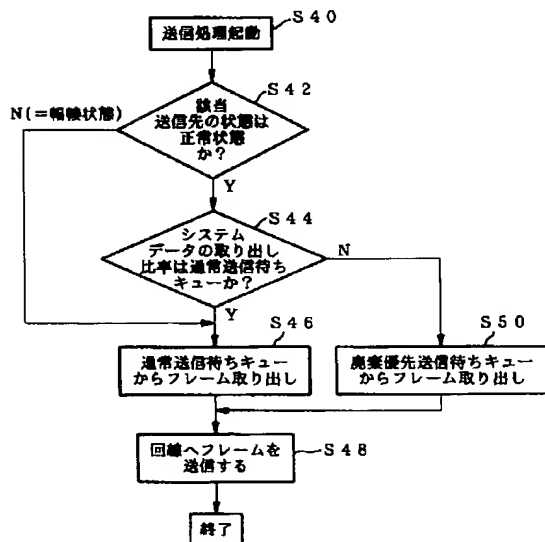 送信処理起動
S40
S42
N(=輻輳状態)
該当
送信先の状態は
正常状態
か？
Y
S44
システム
データの取り出し
比率は通常送信待ち
キューか？
N
Y
S46
通常送信待ちキュー
からフレーム取り出し
S50
廃棄優先送信待ちキュー
からフレーム取り出し
S48
回線へフレームを
送信する
終了